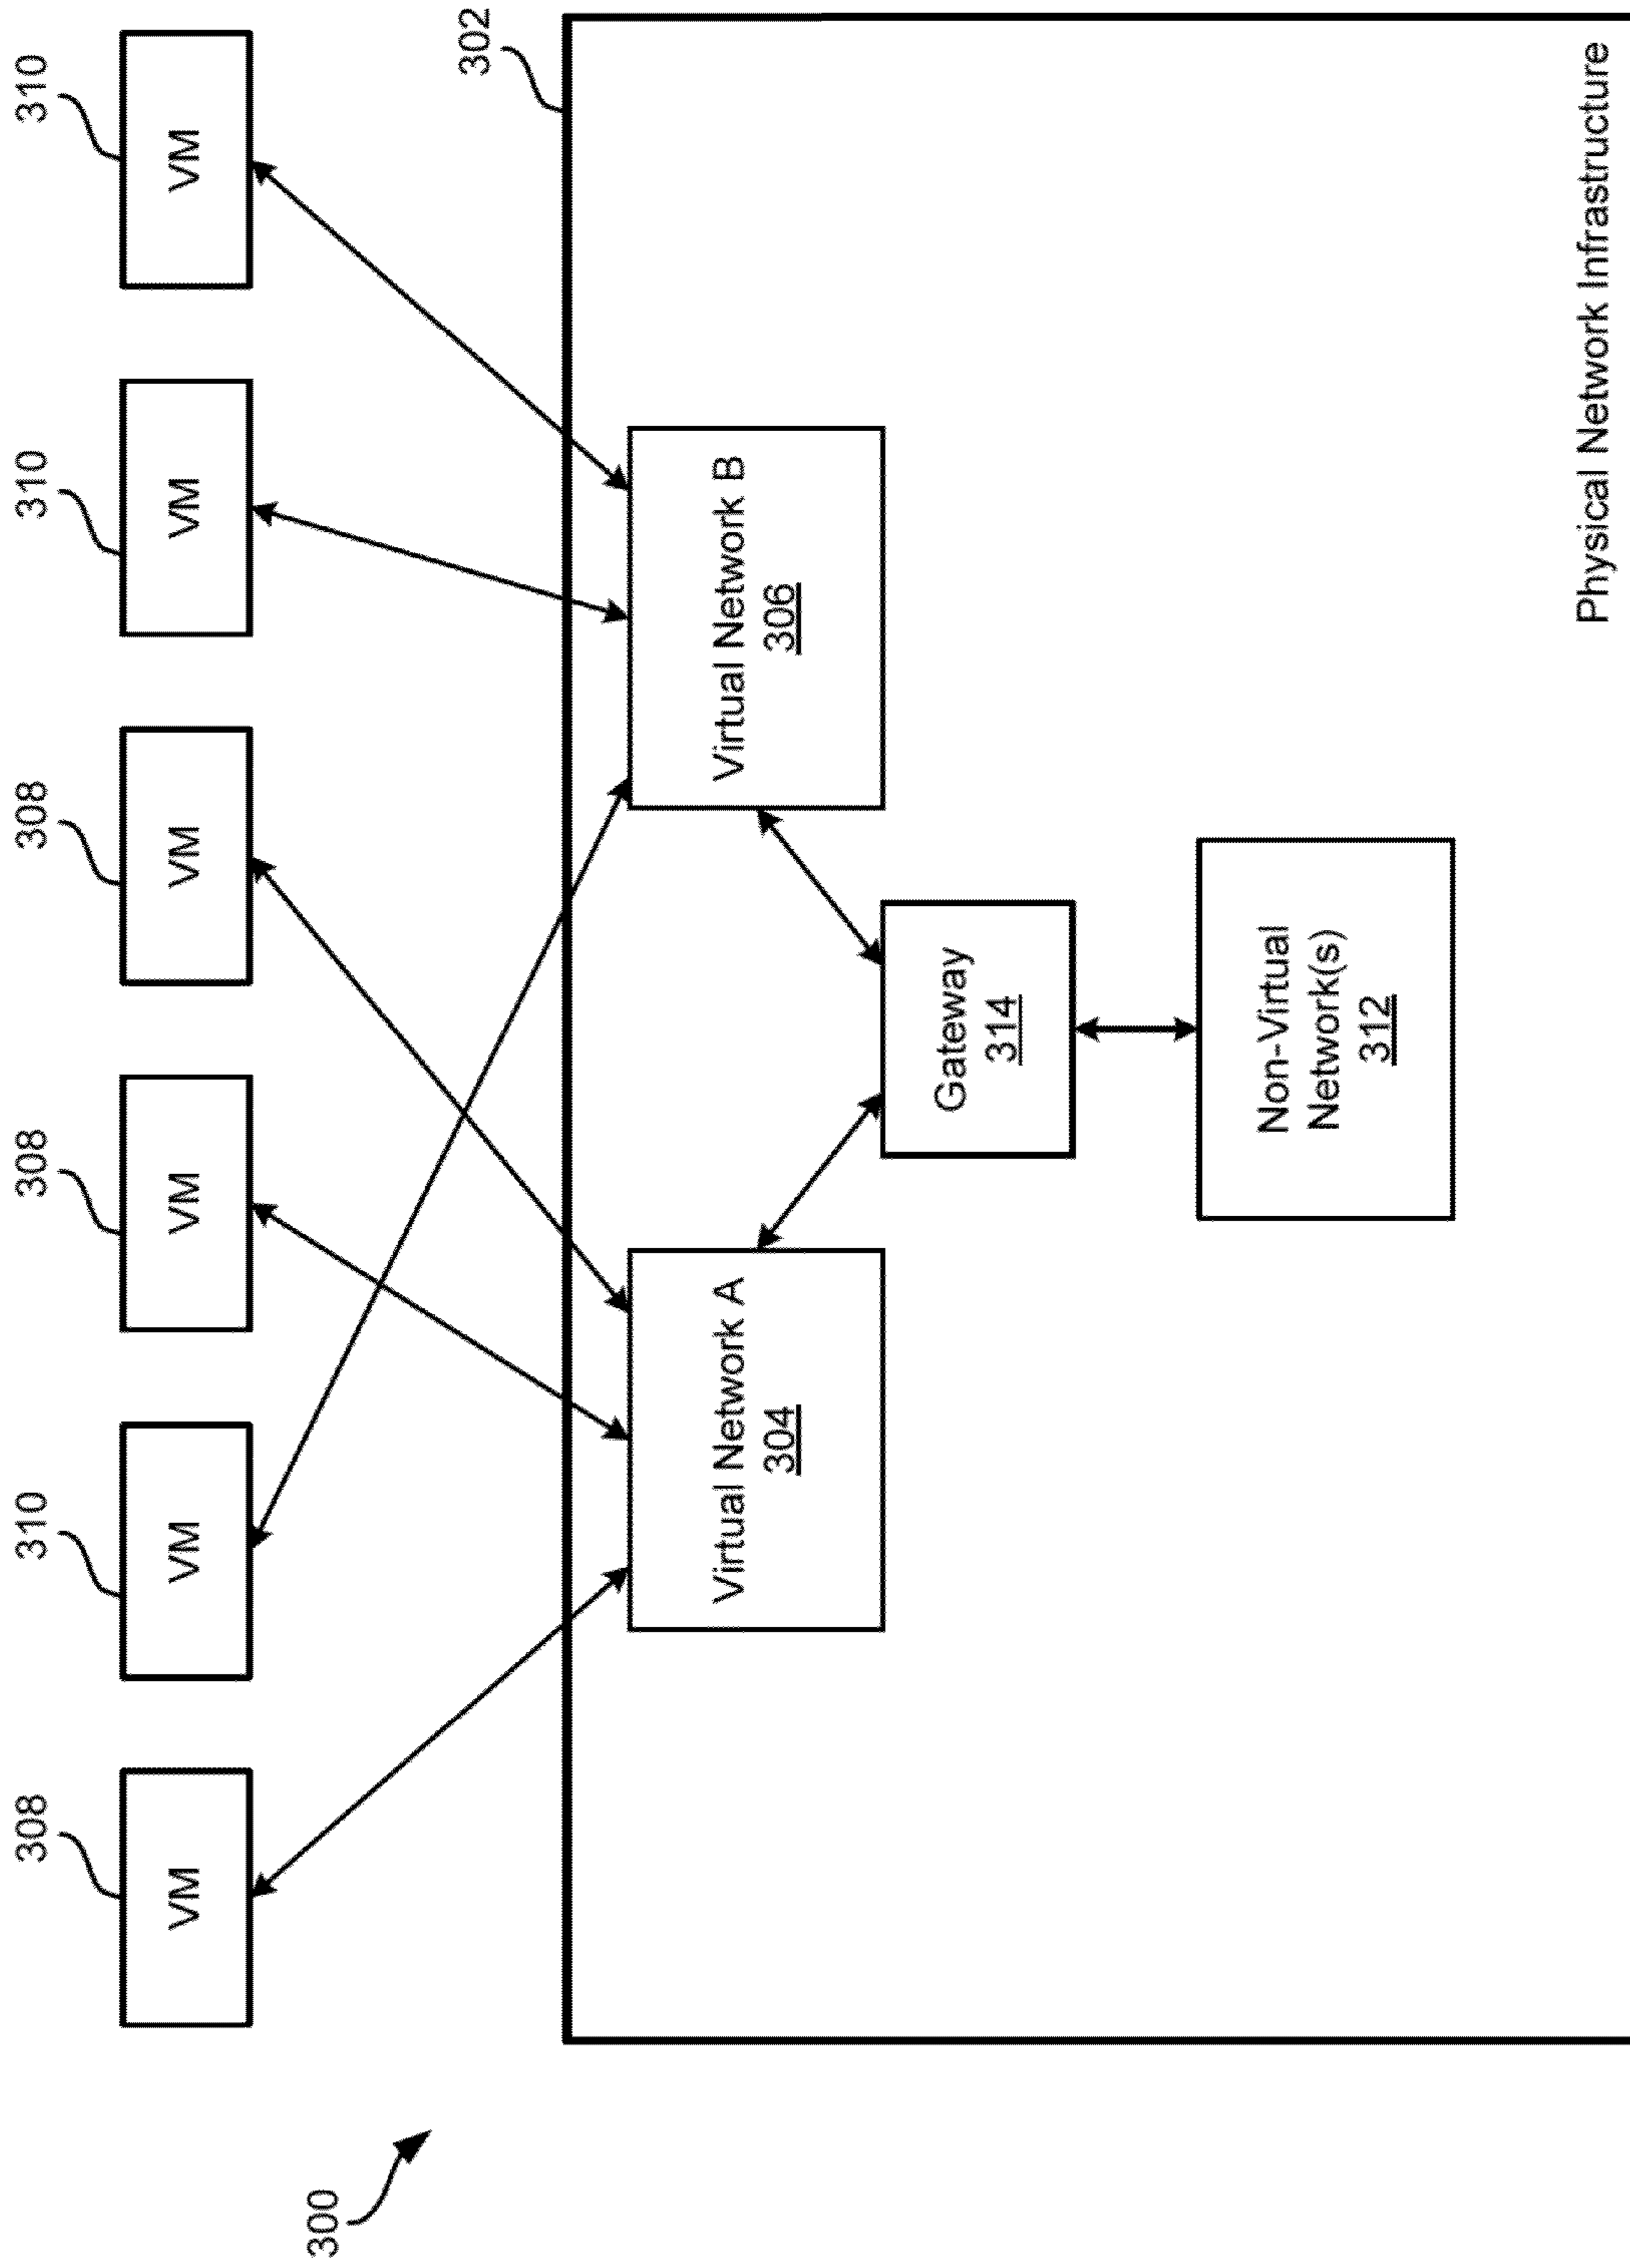 300
308
310
308
308
310
310
VM
VM
VM
VM
VM
VM
302
Virtual Network A
304
Virtual Network B
306
Gateway
314
Non-Virtual
Network(s)
312
Physical Network Infrastructure